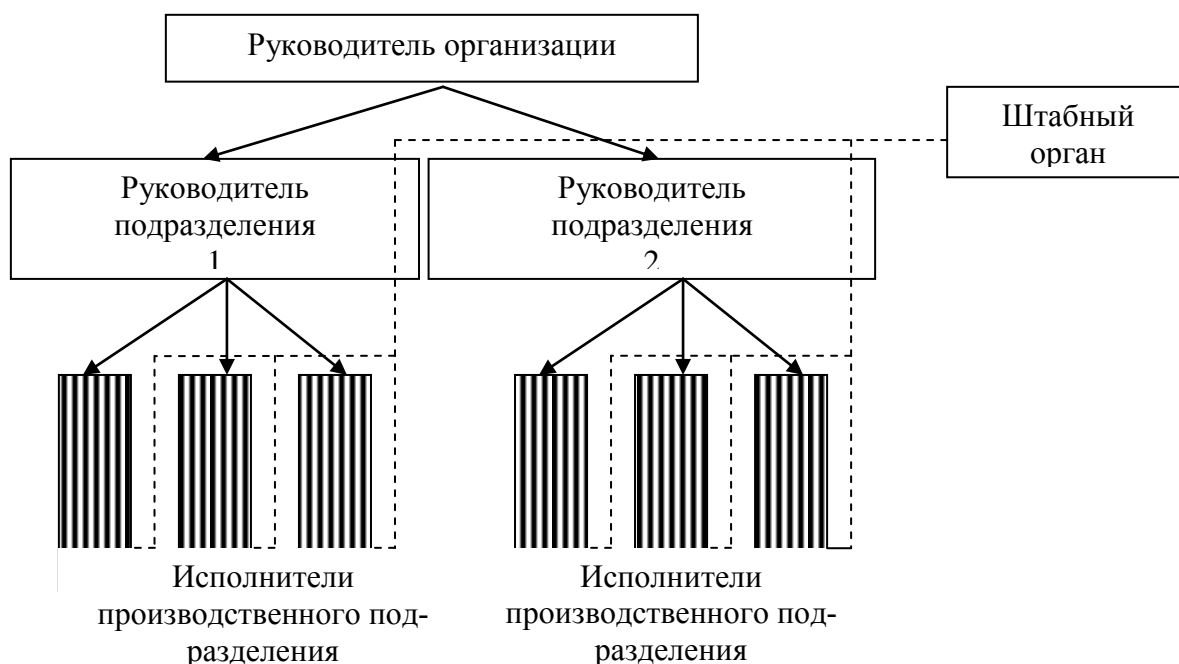 Руководитель организации
Штабный
орган
Руководитель
подразделения
1
Руководитель
подразделения
2
Исполнители
производственного под-
разделения
Исполнители
производственного под-
разделения